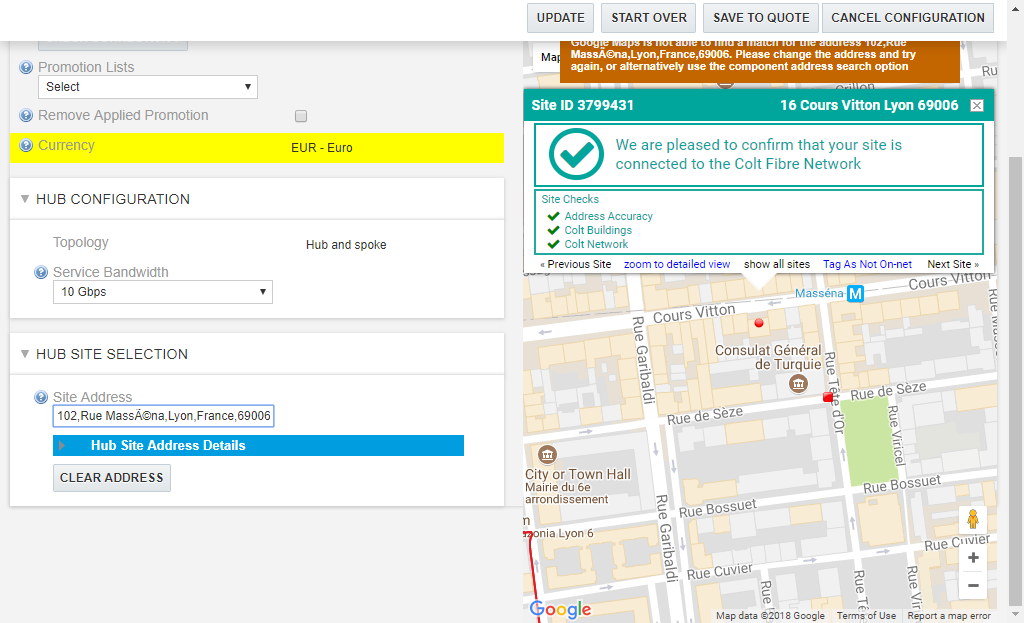 UPDATE
START OVER
SAVE TO QUOTE
CANCEL CONFIGURATION
Promotion Lists
Select
Remove Applied Promotion
Currency
EUR - Euro
HUB CONFIGURATION
Topology
Hub and spoke
Service Bandwidth
10 Gbps
HUB SITE SELECTION
Site Address
102,Rue MassÃ©na,Lyon,France,69006
Hub Site Address Details
CLEAR ADDRESS
Map
Google Maps is not able to find a match for the address 102,Rue
MassÃ©na,Lyon,France,69006. Please change the address and try
again, or alternatively use the component address search option
Site ID 3799431
16 Cours Vitton Lyon 69006
We are pleased to confirm that your site is
connected to the Colt Fibre Network
Site Checks
Address Accuracy
Colt Buildings
Colt Network
« Previous Site
zoom to detailed view
show all sites
Tag As Not On-net
Next Site »
Cours Vitton
Masséna
M
Cours Vitton
Rue Garibaldi
Consulat Général
de Turquie
Rue Tête d'Or
Rue de Sèze
Rue de Sèze
Rue Viricel
City or Town Hall
Mairie du 6e
arrondissement
Rue Bossuet
Rue Bossuet
Rue Garibaldi
Lyon 6
Rue Cuvier
Rue Cuvier
Google
Map data ©2018 Google
Terms of Use
Report a map error